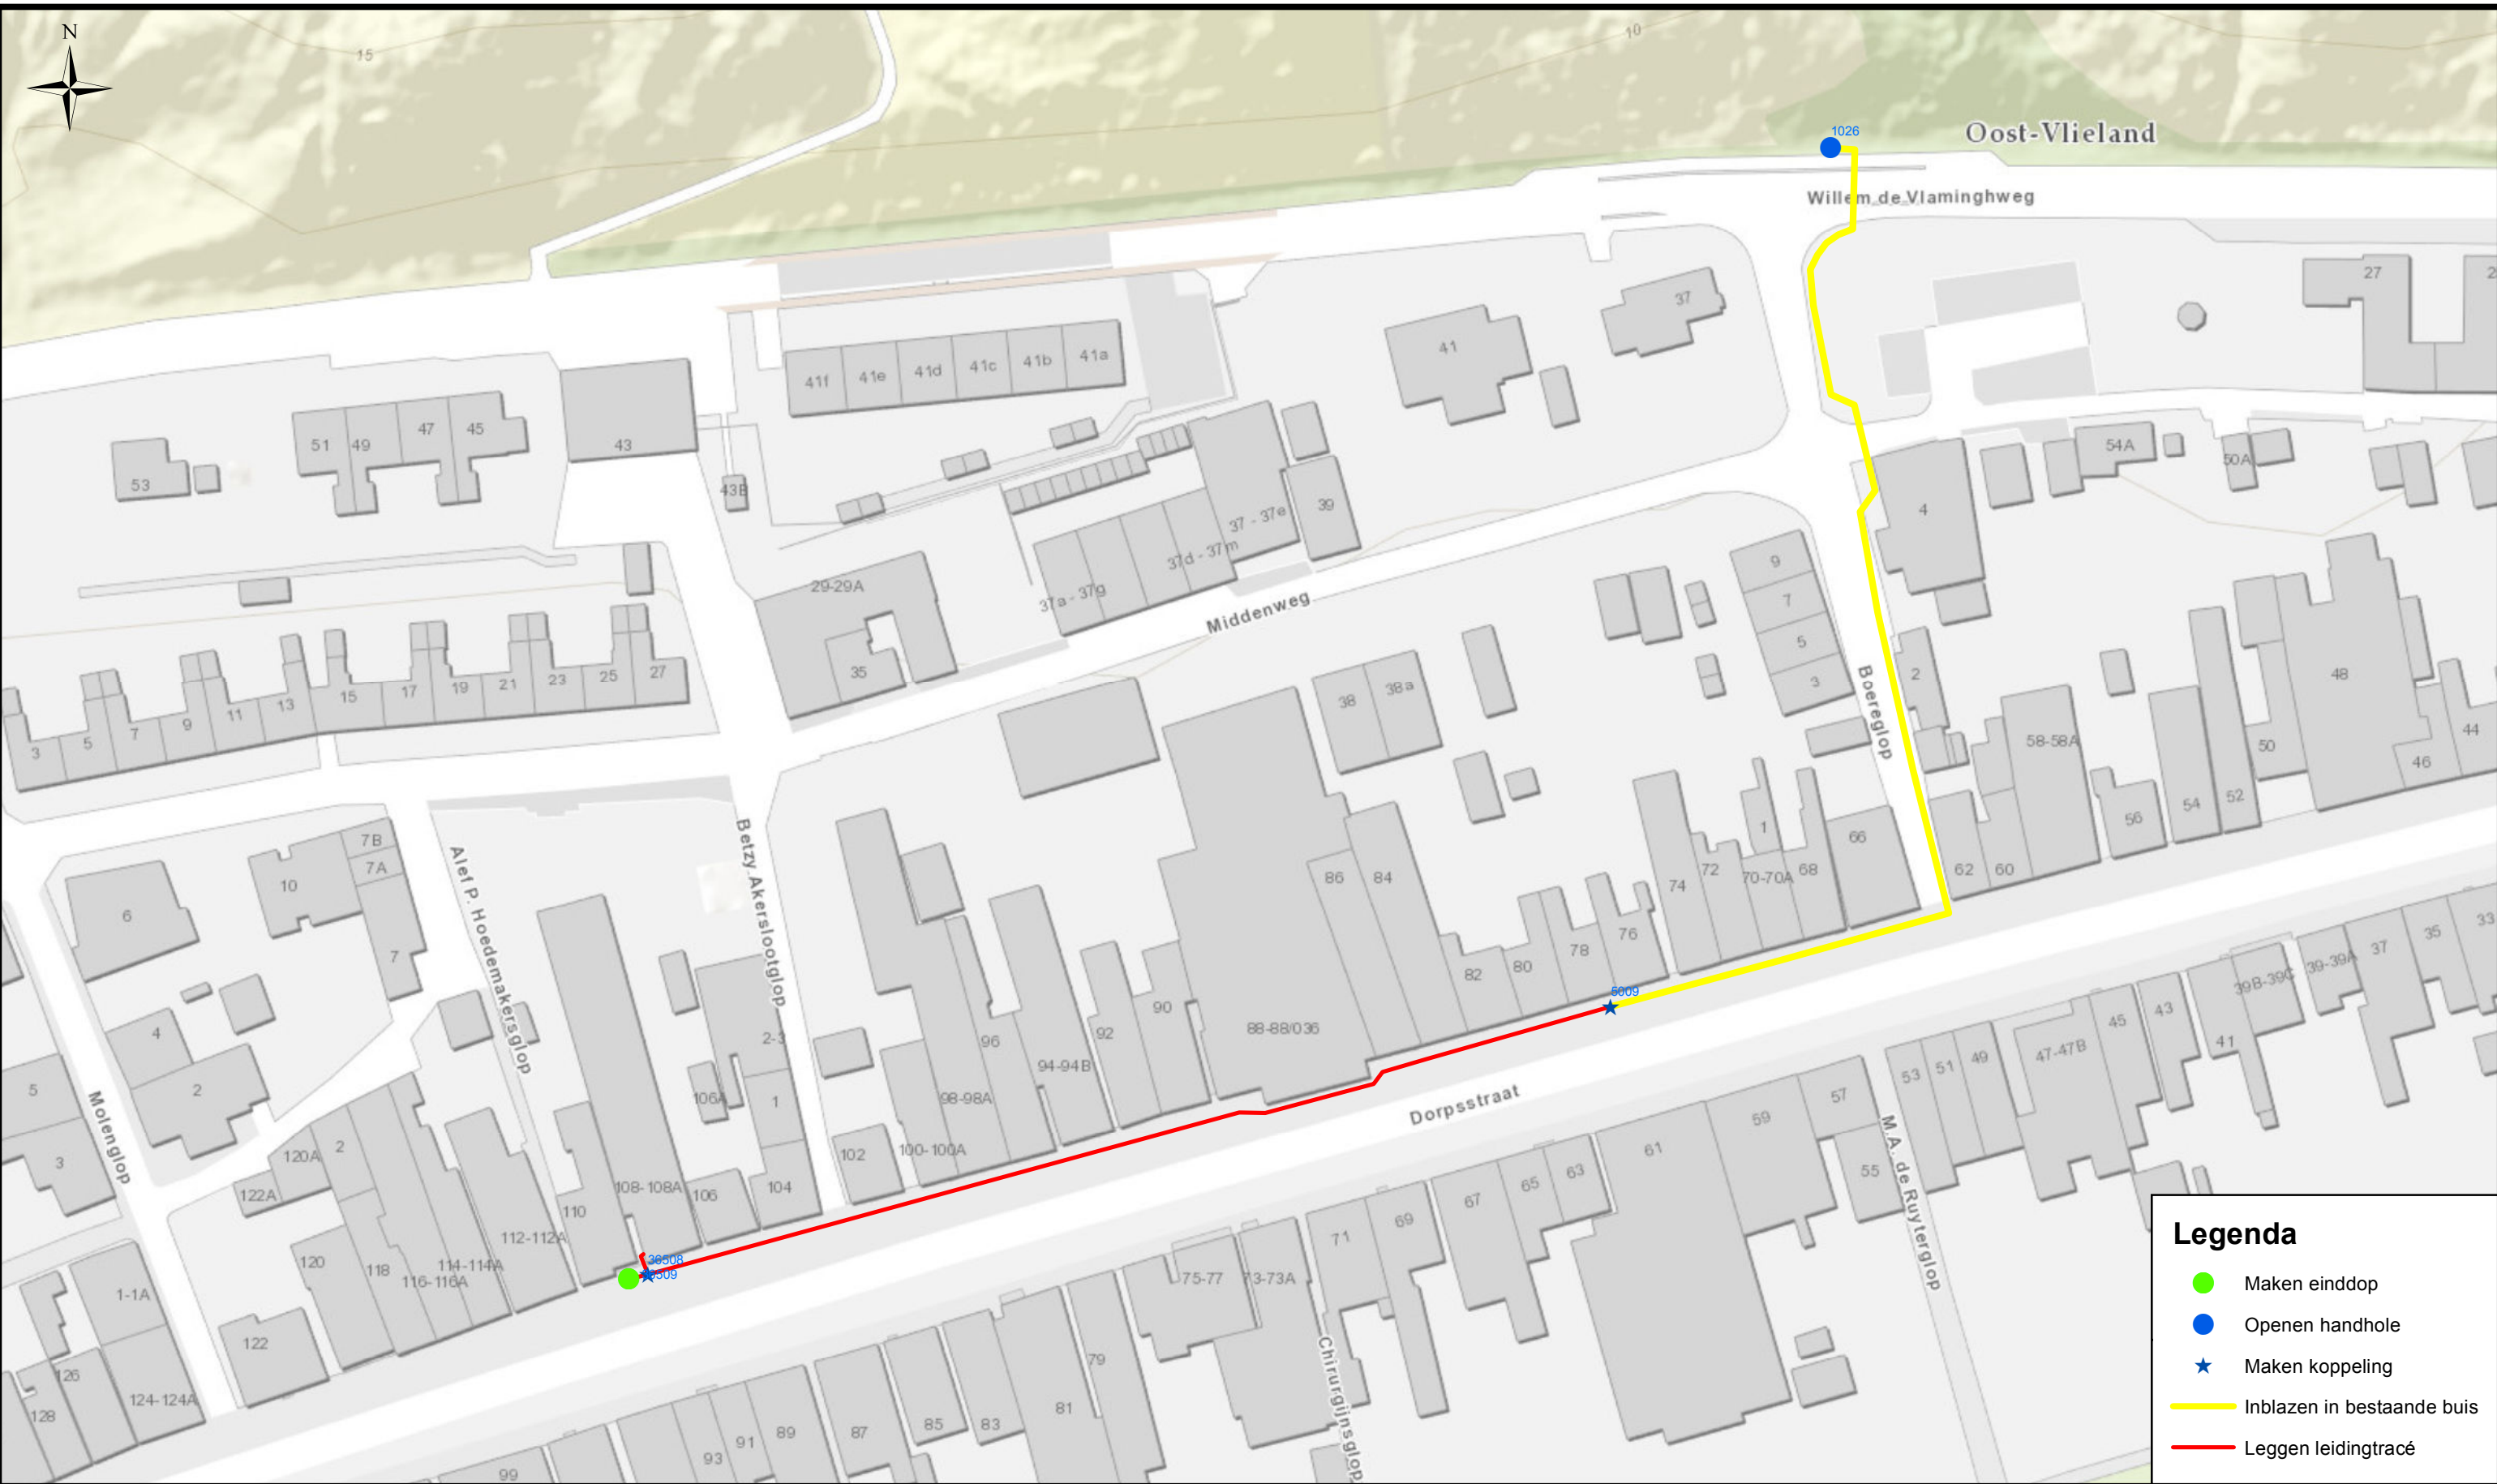 N
15
10
1026
Oost-Vlieland
Willem de Vlaminghweg
27
37
41
41f
41e
41d
41c
41b
41a
51
49
47
45
43
53
43B
54A
50A
4
39
37 - 37e
37d - 37m
37a - 37g
29-29A
35
Middenweg
9
7
5
3
2
Boereglop
38
38a
48
58-58A
50
46
44
3
5
7
9
11
13
15
17
19
21
23
25
27
56
54
52
62
60
66
1
68
70-70A
72
74
76
78
80
82
84
86
88-88/036
90
92
94-94B
96
98-98A
100-100A
102
Betzy Akerslootglop
Alef P. Hoedemakersglop
7B
7A
10
7
6
4
2
5
3
Molenglop
2-3
1
106A
104
106
108-108A
110
112-112A
114-114A
116-116A
118
120
2
120A
122A
122
1-1A
124-124A
126
128
5009
36508
Dorpsstraat
33
35
37
39-39A
39B-39C
41
43
45
47-47B
49
51
53
M.A. de Ruyterglop
57
55
59
61
63
65
67
69
71
73-73A
75-77
Chirurgijnsglop
79
81
83
85
87
89
91
93
99
Legenda
Maken einddop
Openen handhole
Maken koppeling
Inblazen in bestaande buis
Leggen leidingtracé